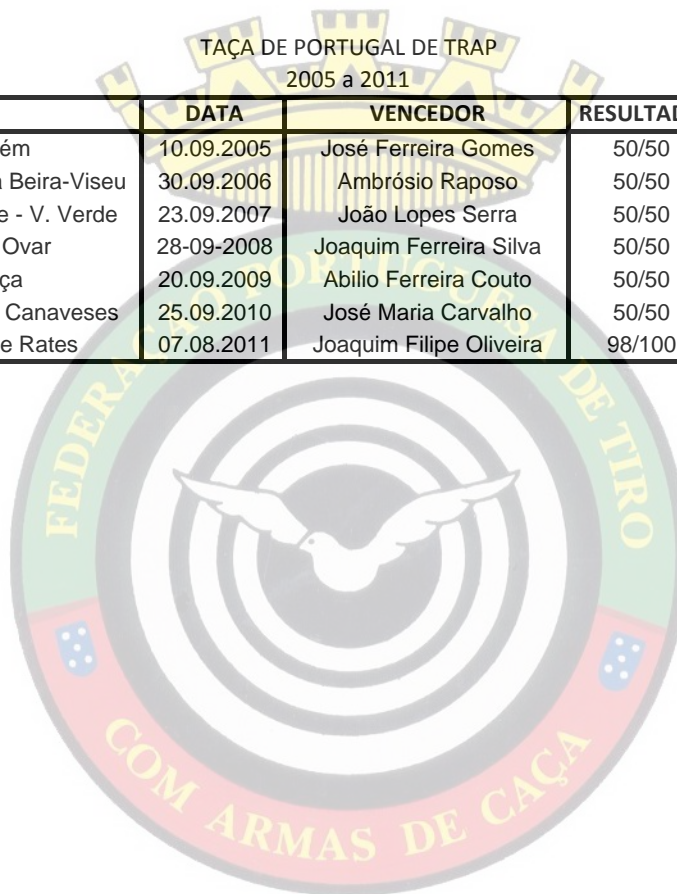 TAÇA DE PORTUGAL DE TRAP
2005 a 2011
DATA VENCEDOR RESULTAD
ém 10.09.2005 José Ferreira Gomes 50/50
a Beira-Viseu 30.09.2006 Ambrósio Raposo 50/50
e - V. Verde 23.09.2007 João Lopes Serra 50/50
Ovar 28-09-2008 Joaquim Ferreira Silva 50/50
ça 20.09.2009 Abilio Ferreira Couto 50/50
Canaveses 25.09.2010 José Maria Carvalho 50/50
e Rates 07.08.2011 Joaquim Filipe Oliveira 98/100
FEDERAÇÃO PORTUGUESA DE TIRO
COM ARMAS DE CAÇA